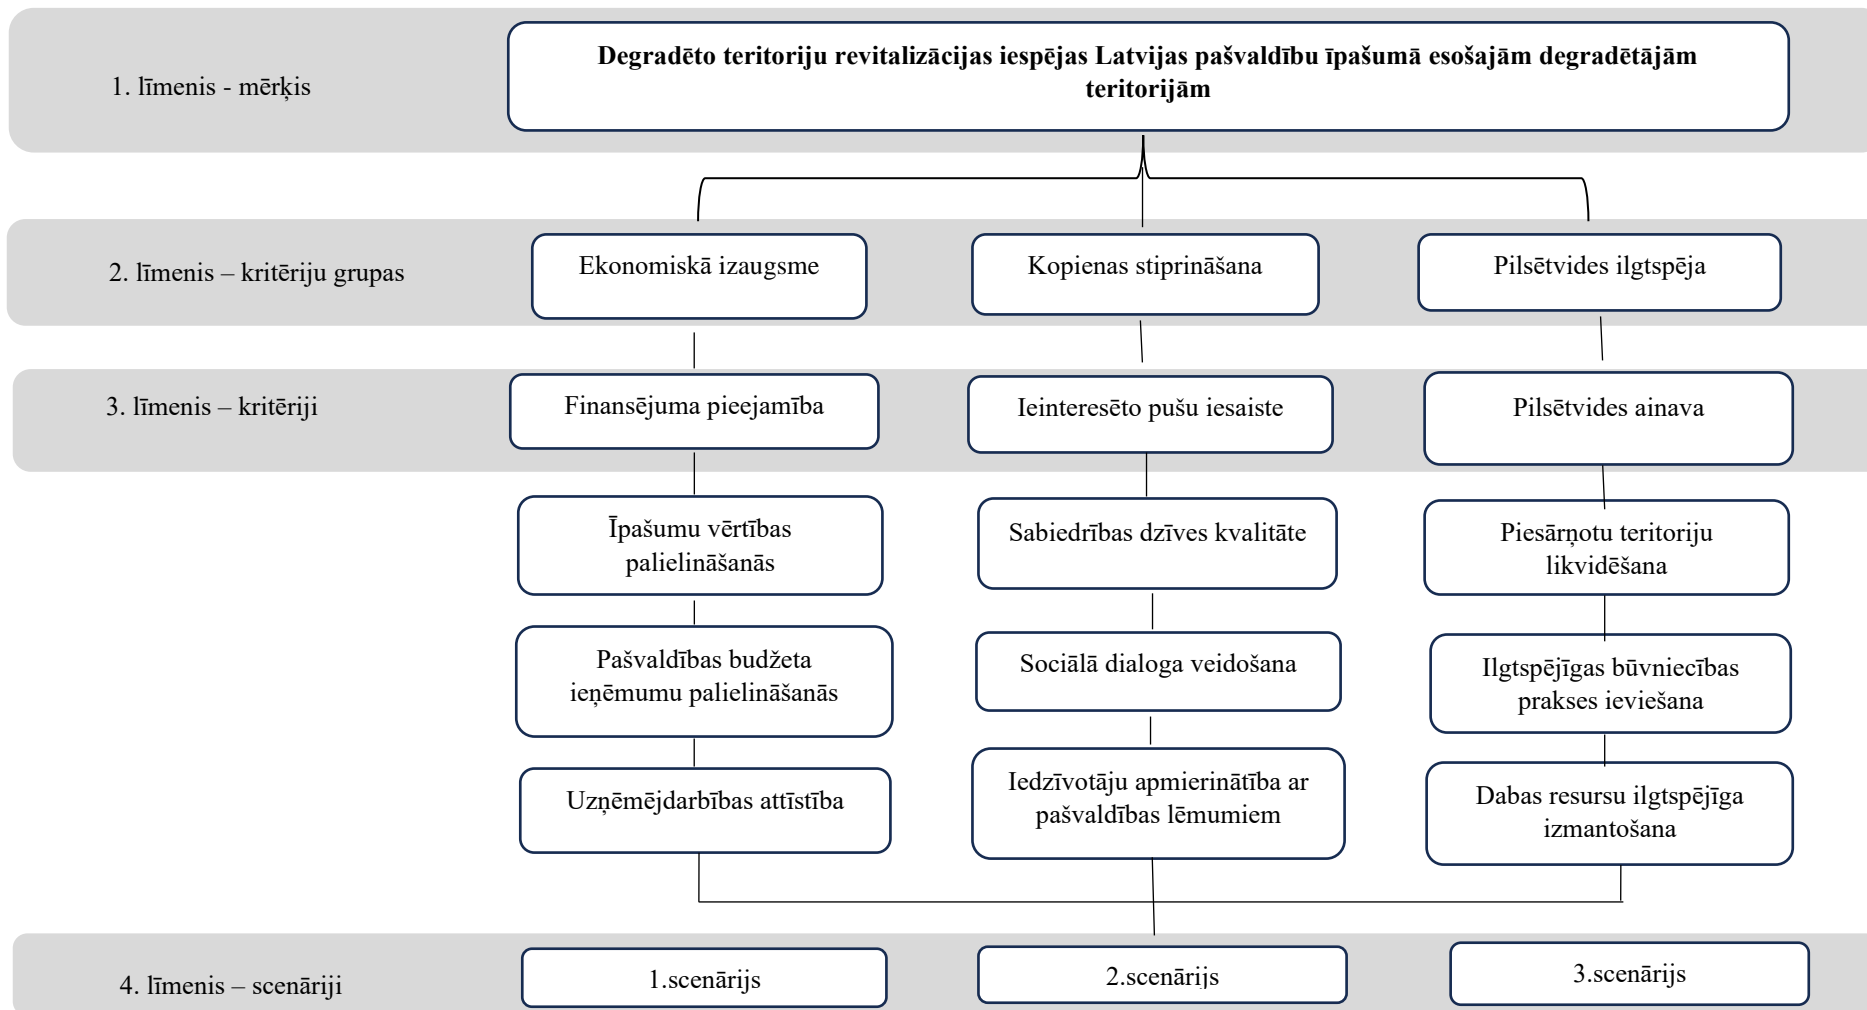 1. līmenis - mērķis
Degradēto teritoriju revitalizācijas iespējas Latvijas pašvaldību īpašumā esošajām degradētājām
teritorijām
2. līmenis – kritēriju grupas
Ekonomiskā izaugsme
Kopienas stiprināšana
Pilsētvides ilgtspēja
3. līmenis – kritēriji
Finansējuma pieejamība
Ieinteresēto pušu iesaiste
Pilsētvides ainava
Īpašumu vērtības
palielināšanās
Sabiedrības dzīves kvalitāte
Piesārņotu teritoriju
likvidēšana
Pašvaldības budžeta
ieņēmumu palielināšanās
Sociālā dialoga veidošana
Ilgtspējīgas būvniecības
prakses ieviešana
Uzņēmējdarbības attīstība
Iedzīvotāju apmierinātība ar
pašvaldības lēmumiem
Dabas resursu ilgtspējīga
izmantošana
4. līmenis – scenāriji
1.scenārijs
2.scenārijs
3.scenārijs